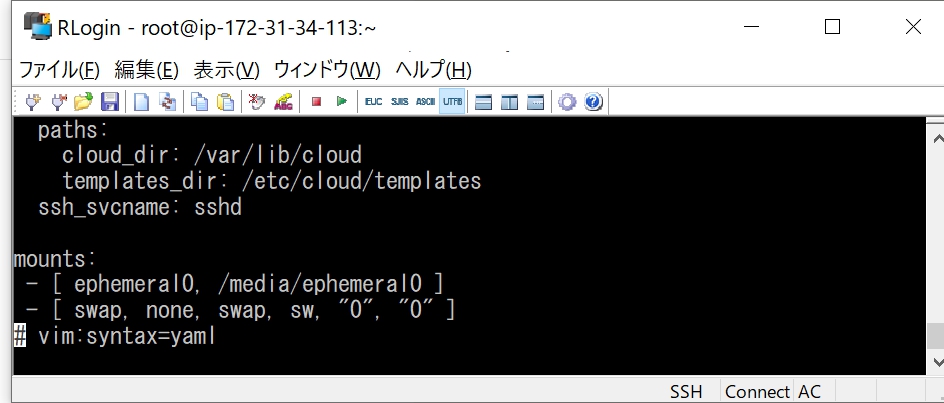 RLogin - root@ip-172-31-34-113:~
ファイル(F) 編集(E) 表示(V) ウィンドウ(W) ヘルプ(H)
ABC EUC SJIS ASCII UTF8
paths:
cloud_dir: /var/lib/cloud
templates_dir: /etc/cloud/templates
ssh_svcname: sshd
mounts:
- [ ephemeral0, /media/ephemeral0 ]
- [ swap, none, swap, sw, "0", "0" ]
# vim:syntax=yaml
SSH Connect AC